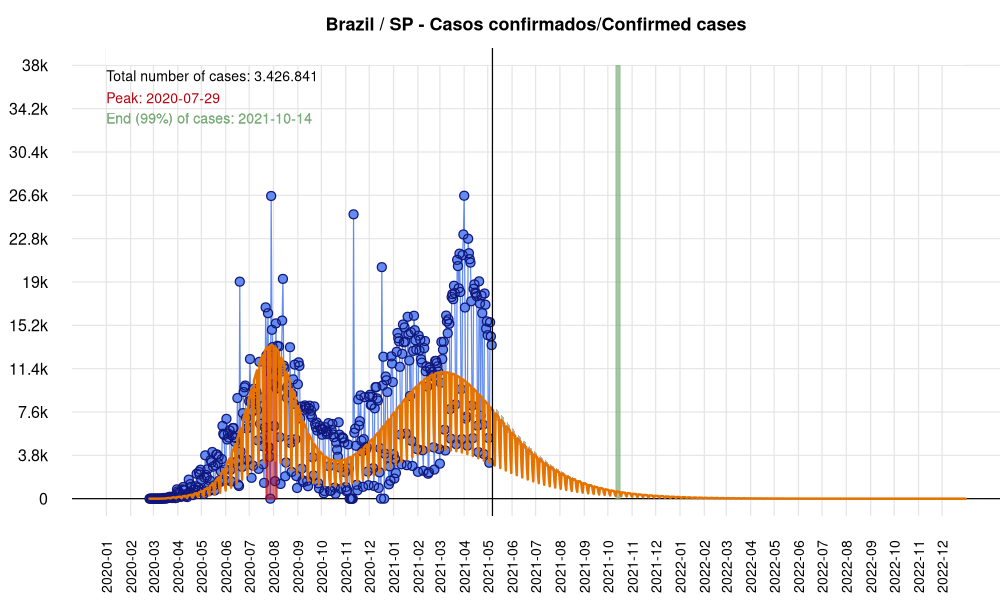 Brazil / SP - Casos confirmados/Confirmed cases
Total number of cases: 3.426.841
Peak: 2020-07-29
End (99%) of cases: 2021-10-14
38k
34.2k
30.4k
26.6k
22.8k
19k
15.2k
11.4k
7.6k
3.8k
0
2020-01
2020-02
2020-03
2020-04
2020-05
2020-06
2020-07
2020-08
2020-09
2020-10
2020-11
2020-12
2021-01
2021-02
2021-03
2021-04
2021-05
2021-06
2021-07
2021-08
2021-09
2021-10
2021-11
2021-12
2022-01
2022-02
2022-03
2022-04
2022-05
2022-06
2022-07
2022-08
2022-09
2022-10
2022-11
2022-12